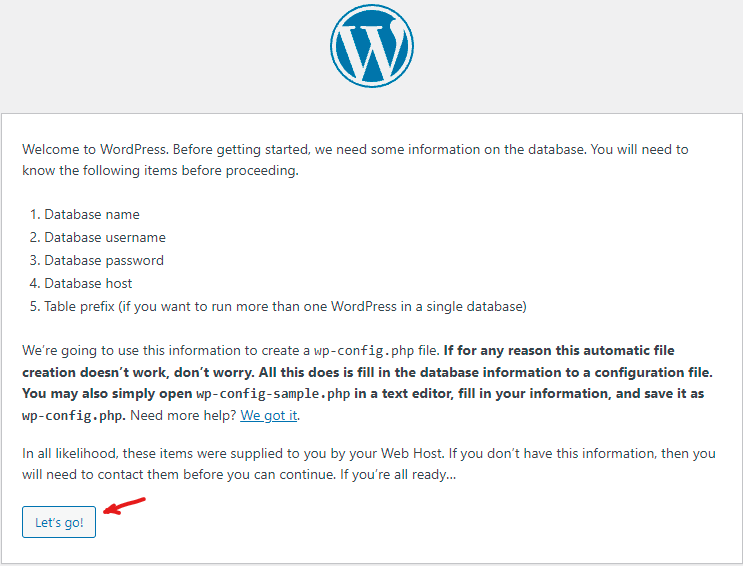 Welcome to WordPress. Before getting started, we need some information on the database. You will need to
know the following items before proceeding.
1. Database name
2. Database username
3. Database password
4. Database host
5. Table prefix (if you want to run more than one WordPress in a single database)
We’re going to use this information to create a wp-config.php file. If for any reason this automatic file
creation doesn’t work, don’t worry. All this does is fill in the database information to a configuration file.
You may also simply open wp-config-sample.php in a text editor, fill in your information, and save it as
wp-config.php. Need more help? We got it.
In all likelihood, these items were supplied to you by your Web Host. If you don’t have this information, then you
will need to contact them before you can continue. If you’re all ready…
Let’s go!